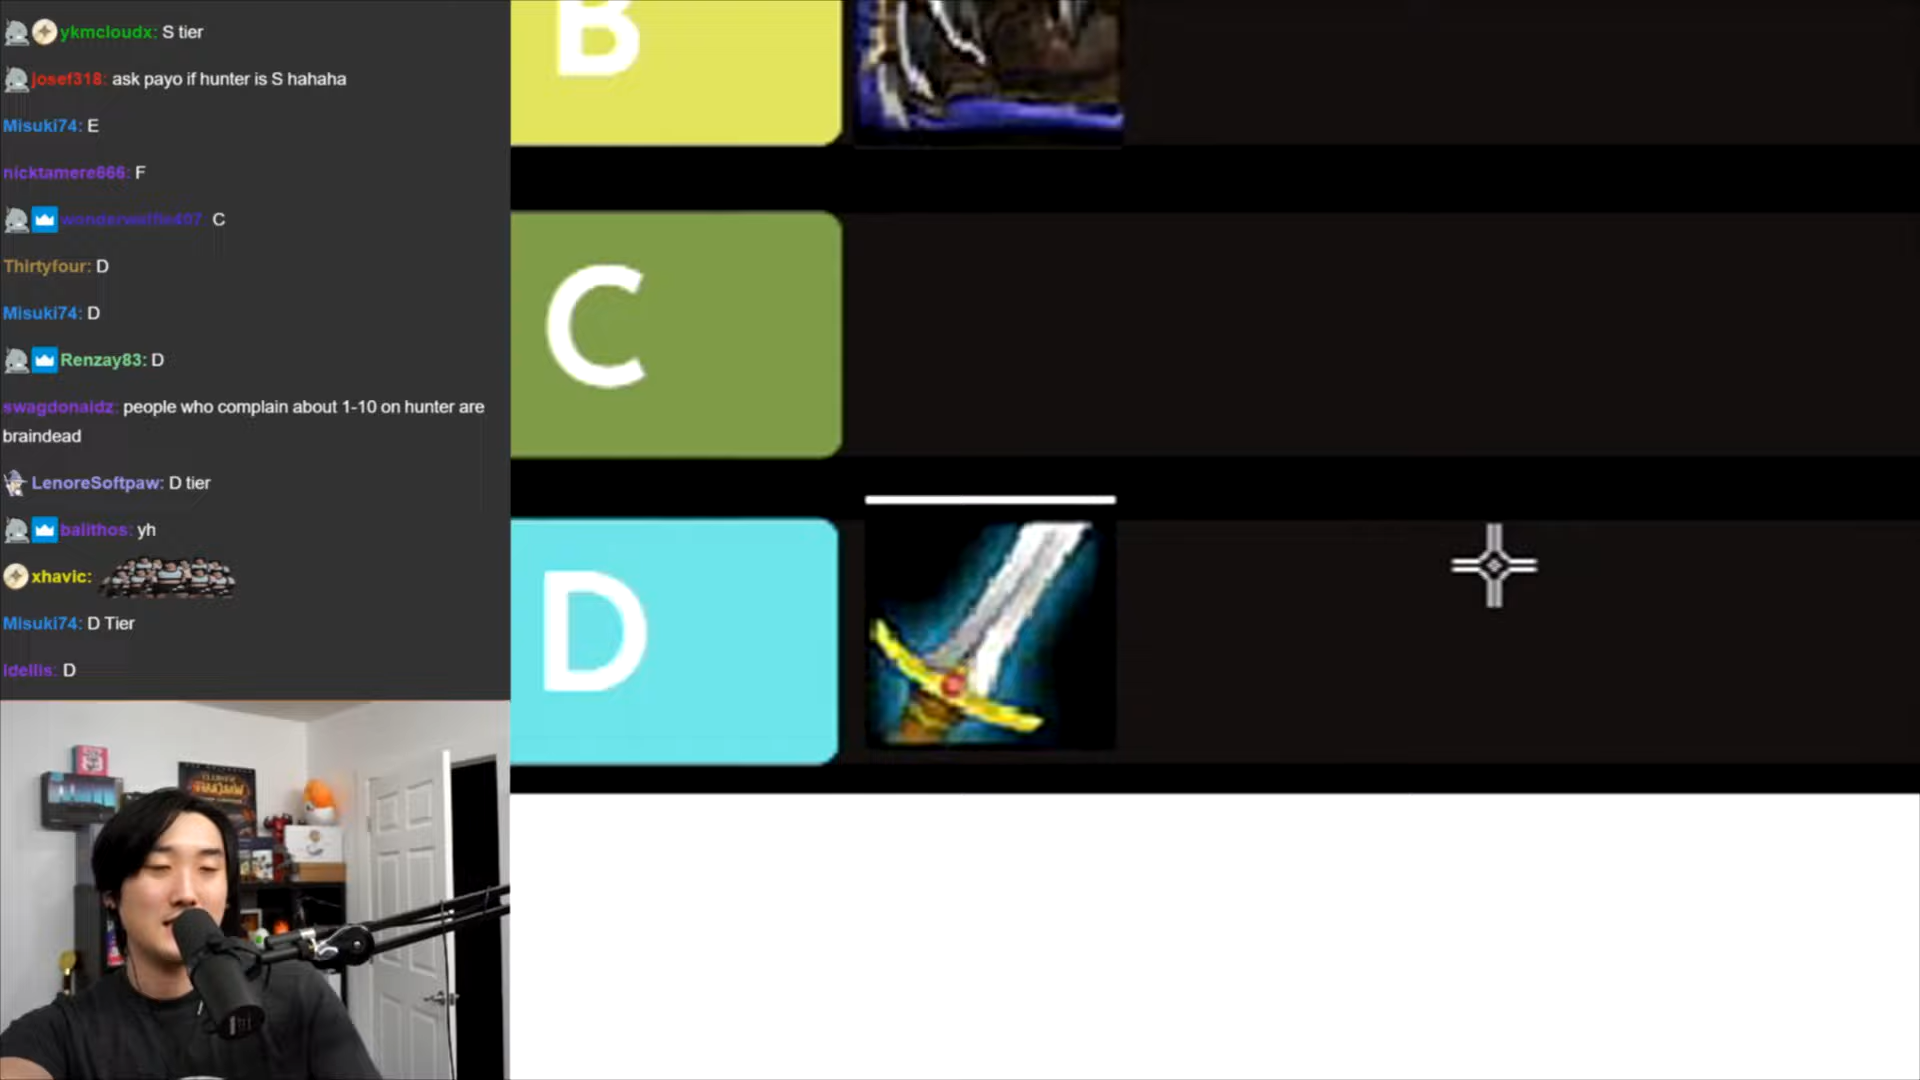 ykmcloudx: S tier
josef318: ask payo if hunter is S hahaha
Misuki74: E
nicktamere666: F
C
Thirtyfour: D
Misuki74: D
Renzay83: D
swagdonaldz: people who complain about 1-10 on hunter are
braindead
LenoreSoftpaw: D tier
balithos: yh
xhavic:
Misuki74: D Tier
idellis: D
B
C
D